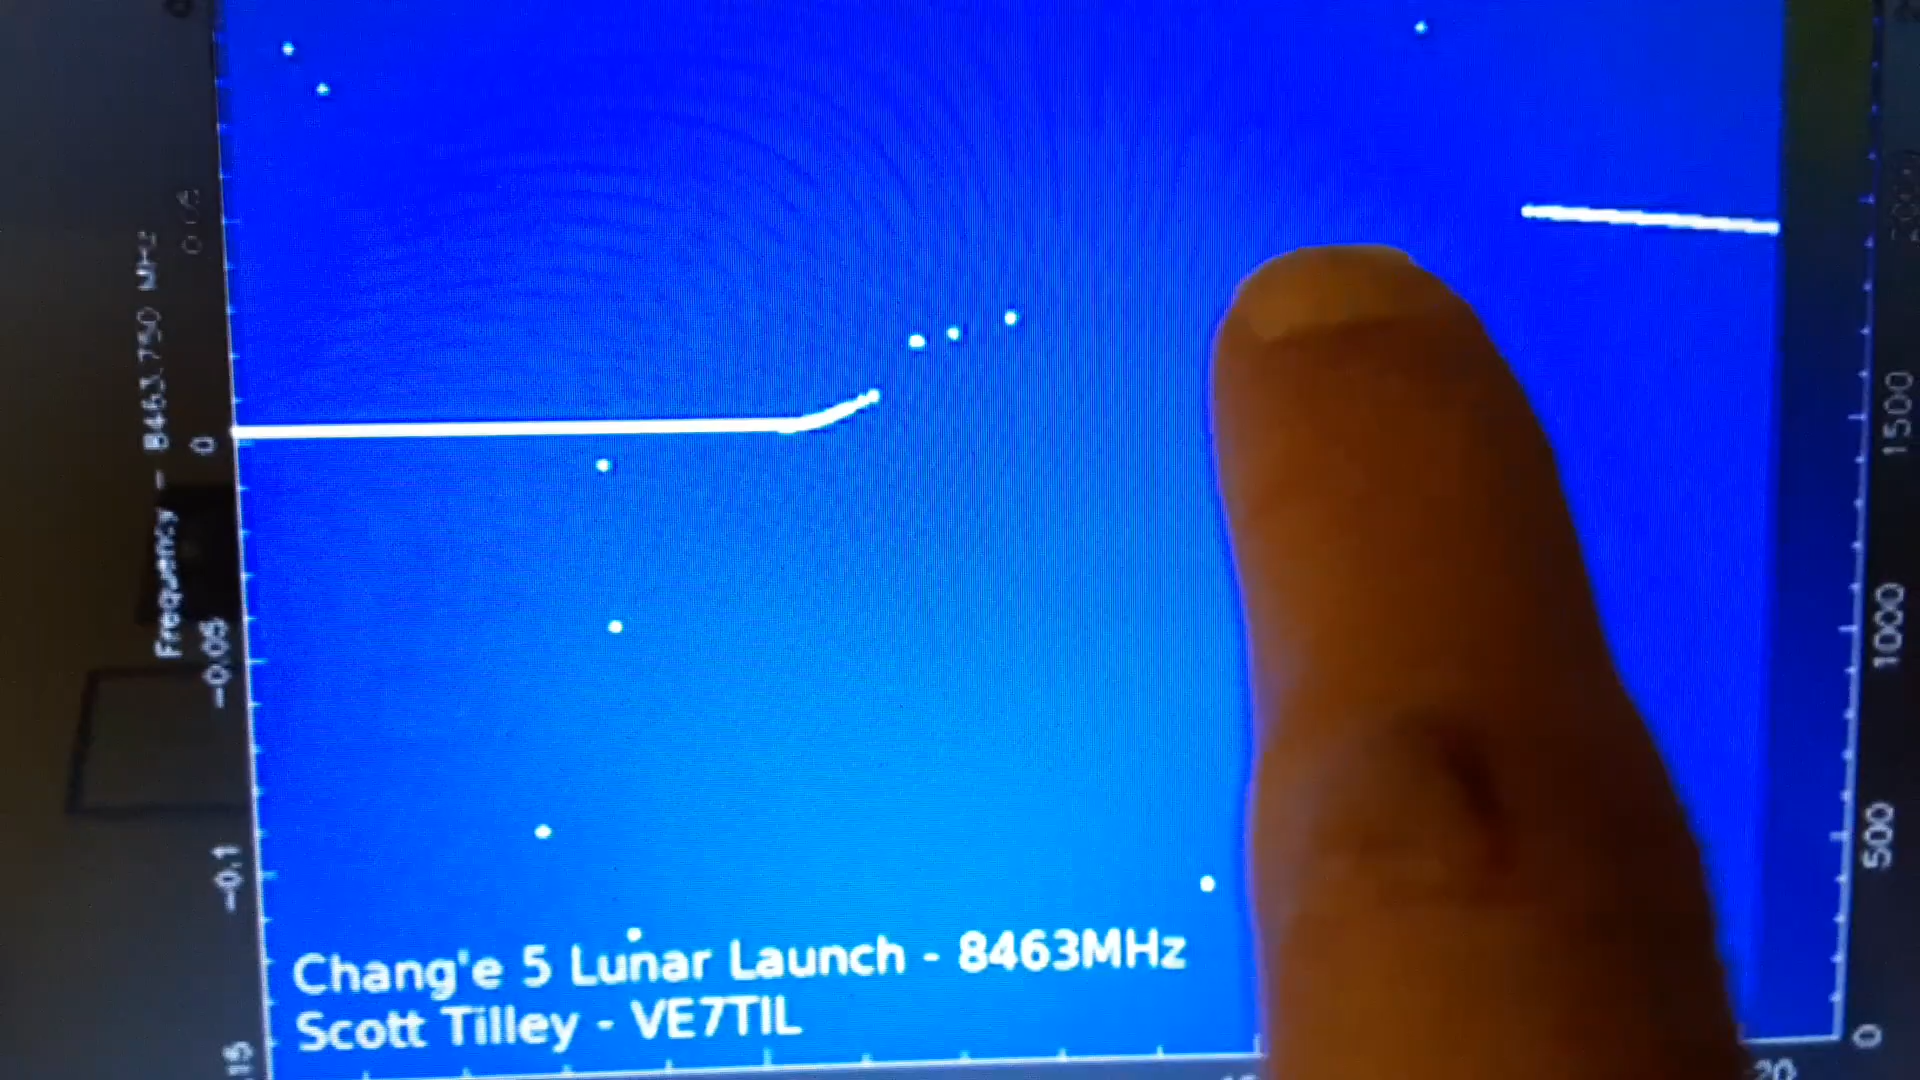 Frequency - 8463.750 MHz
0
-0.05
-0.1
1500
1000
500
0
20
Chang'e 5 Lunar Launch - 8463MHz
Scott Tilley - VE7TIL